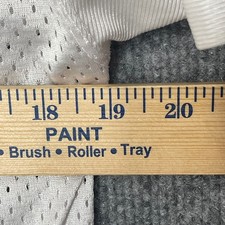 18 19 20
PAINT
• Brush • Roller • Tray